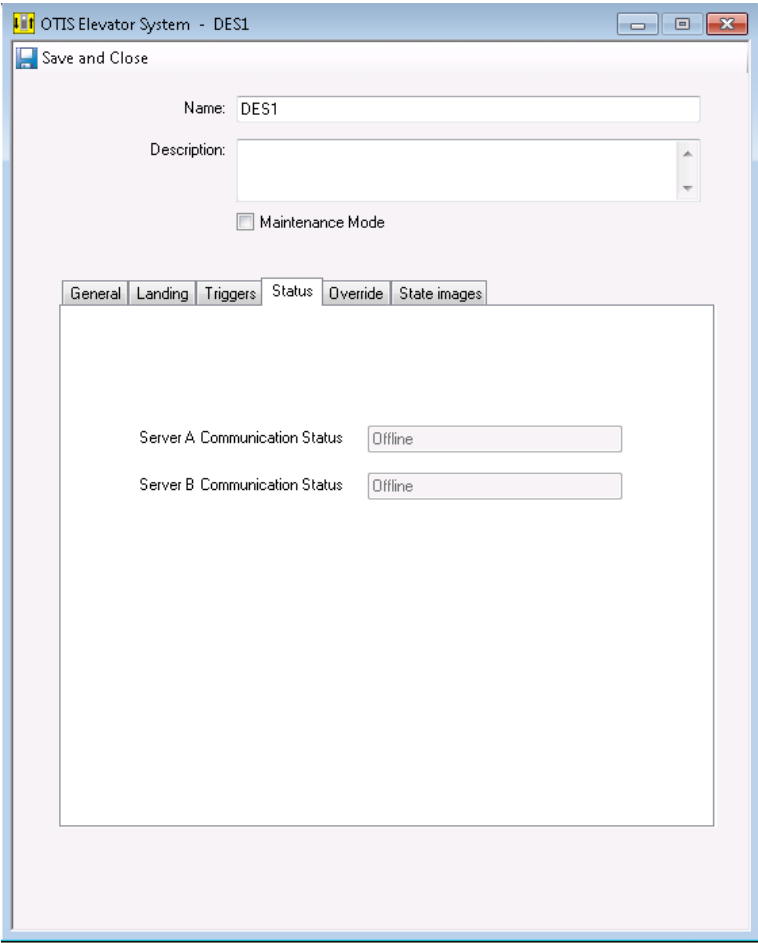 OTIS Elevator System - DES1
Save and Close
Name: DES1
Description:
Maintenance Mode
General Landing Triggers Status Override State images
Server A Communication Status Offline
Server B Communication Status Offline